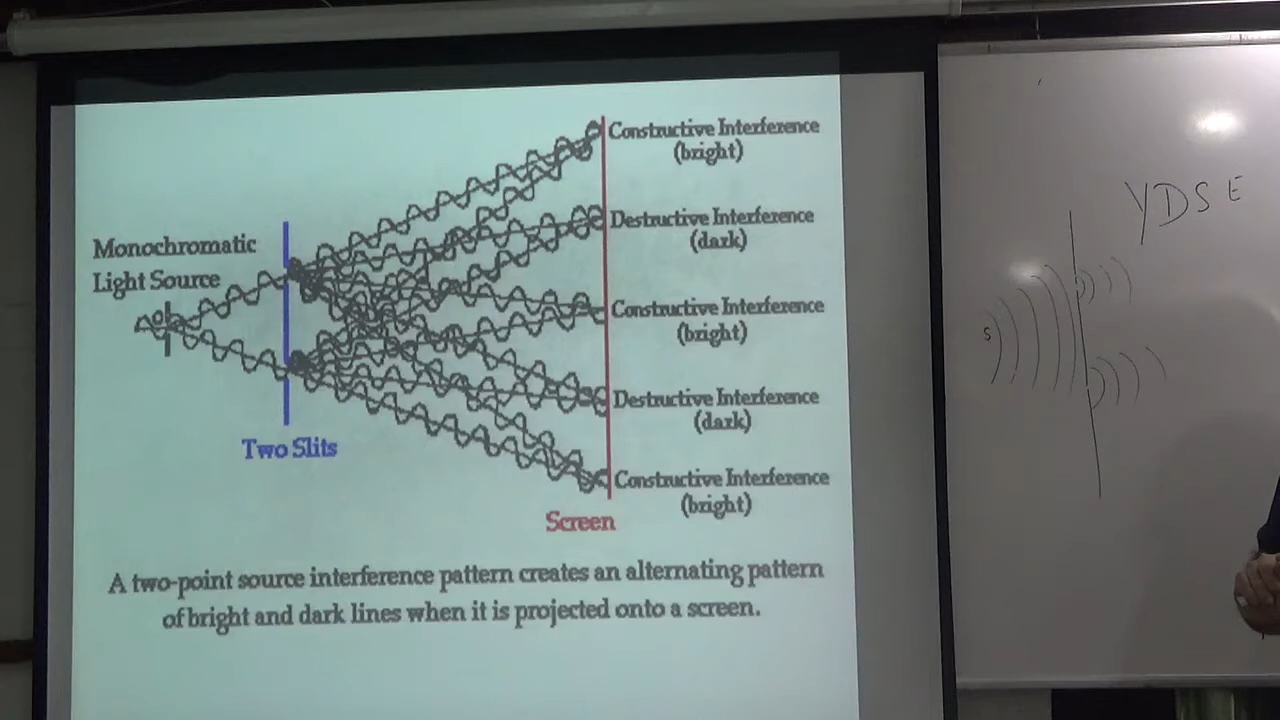 Constructive Interference
(bright)
Destructive Interference
(dark)
Monochromatic
Light Source
Constructive Interference
(bright)
Destructive Interference
(dark)
Two Slits
Constructive Interference
(bright)
Screen
A two-point source interference pattern creates an alternating pattern
of bright and dark lines when it is projected onto a screen.
YDSE
S